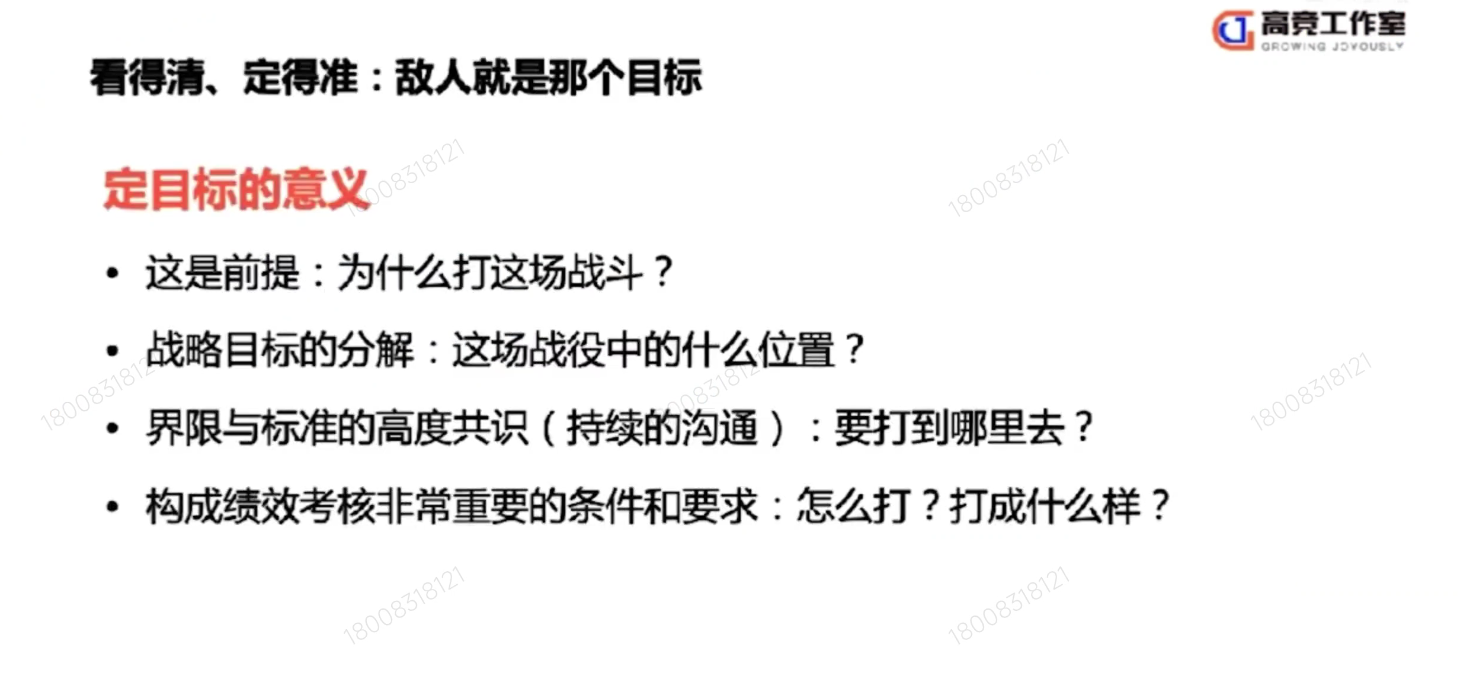 高竞工作室
GROWING JOYOUSLY
看得清、定得准：敌人就是那个目标
定目标的意义
18008318121
18008318121
• 这是前提：为什么打这场战斗？
• 战略目标的分解：这场战役中的什么位置？
18008318121
18008318121
18008318121
• 界限与标准的高度共识（持续的沟通）：要打到哪里去？
• 构成绩效考核非常重要的条件和要求：怎么打？打成什么样？
18008318121
18008318121